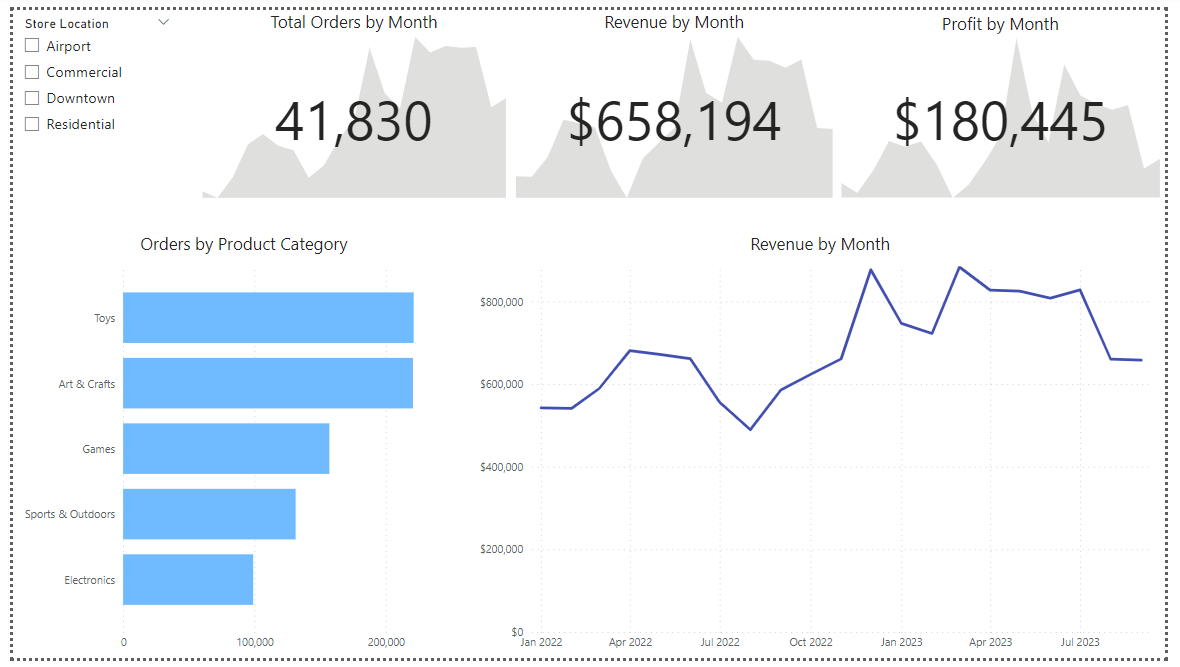 Store Location
Airport
Commercial
Downtown
Residential
Total Orders by Month
41,830
Revenue by Month
$658,194
Profit by Month
$180,445
Orders by Product Category
Toys
Art & Crafts
Games
Sports & Outdoors
Electronics
0 100,000 200,000
Revenue by Month
$800,000
$600,000
$400,000
$200,000
$0
Jan 2022 Apr 2022 Jul 2022 Oct 2022 Jan 2023 Apr 2023 Jul 2023